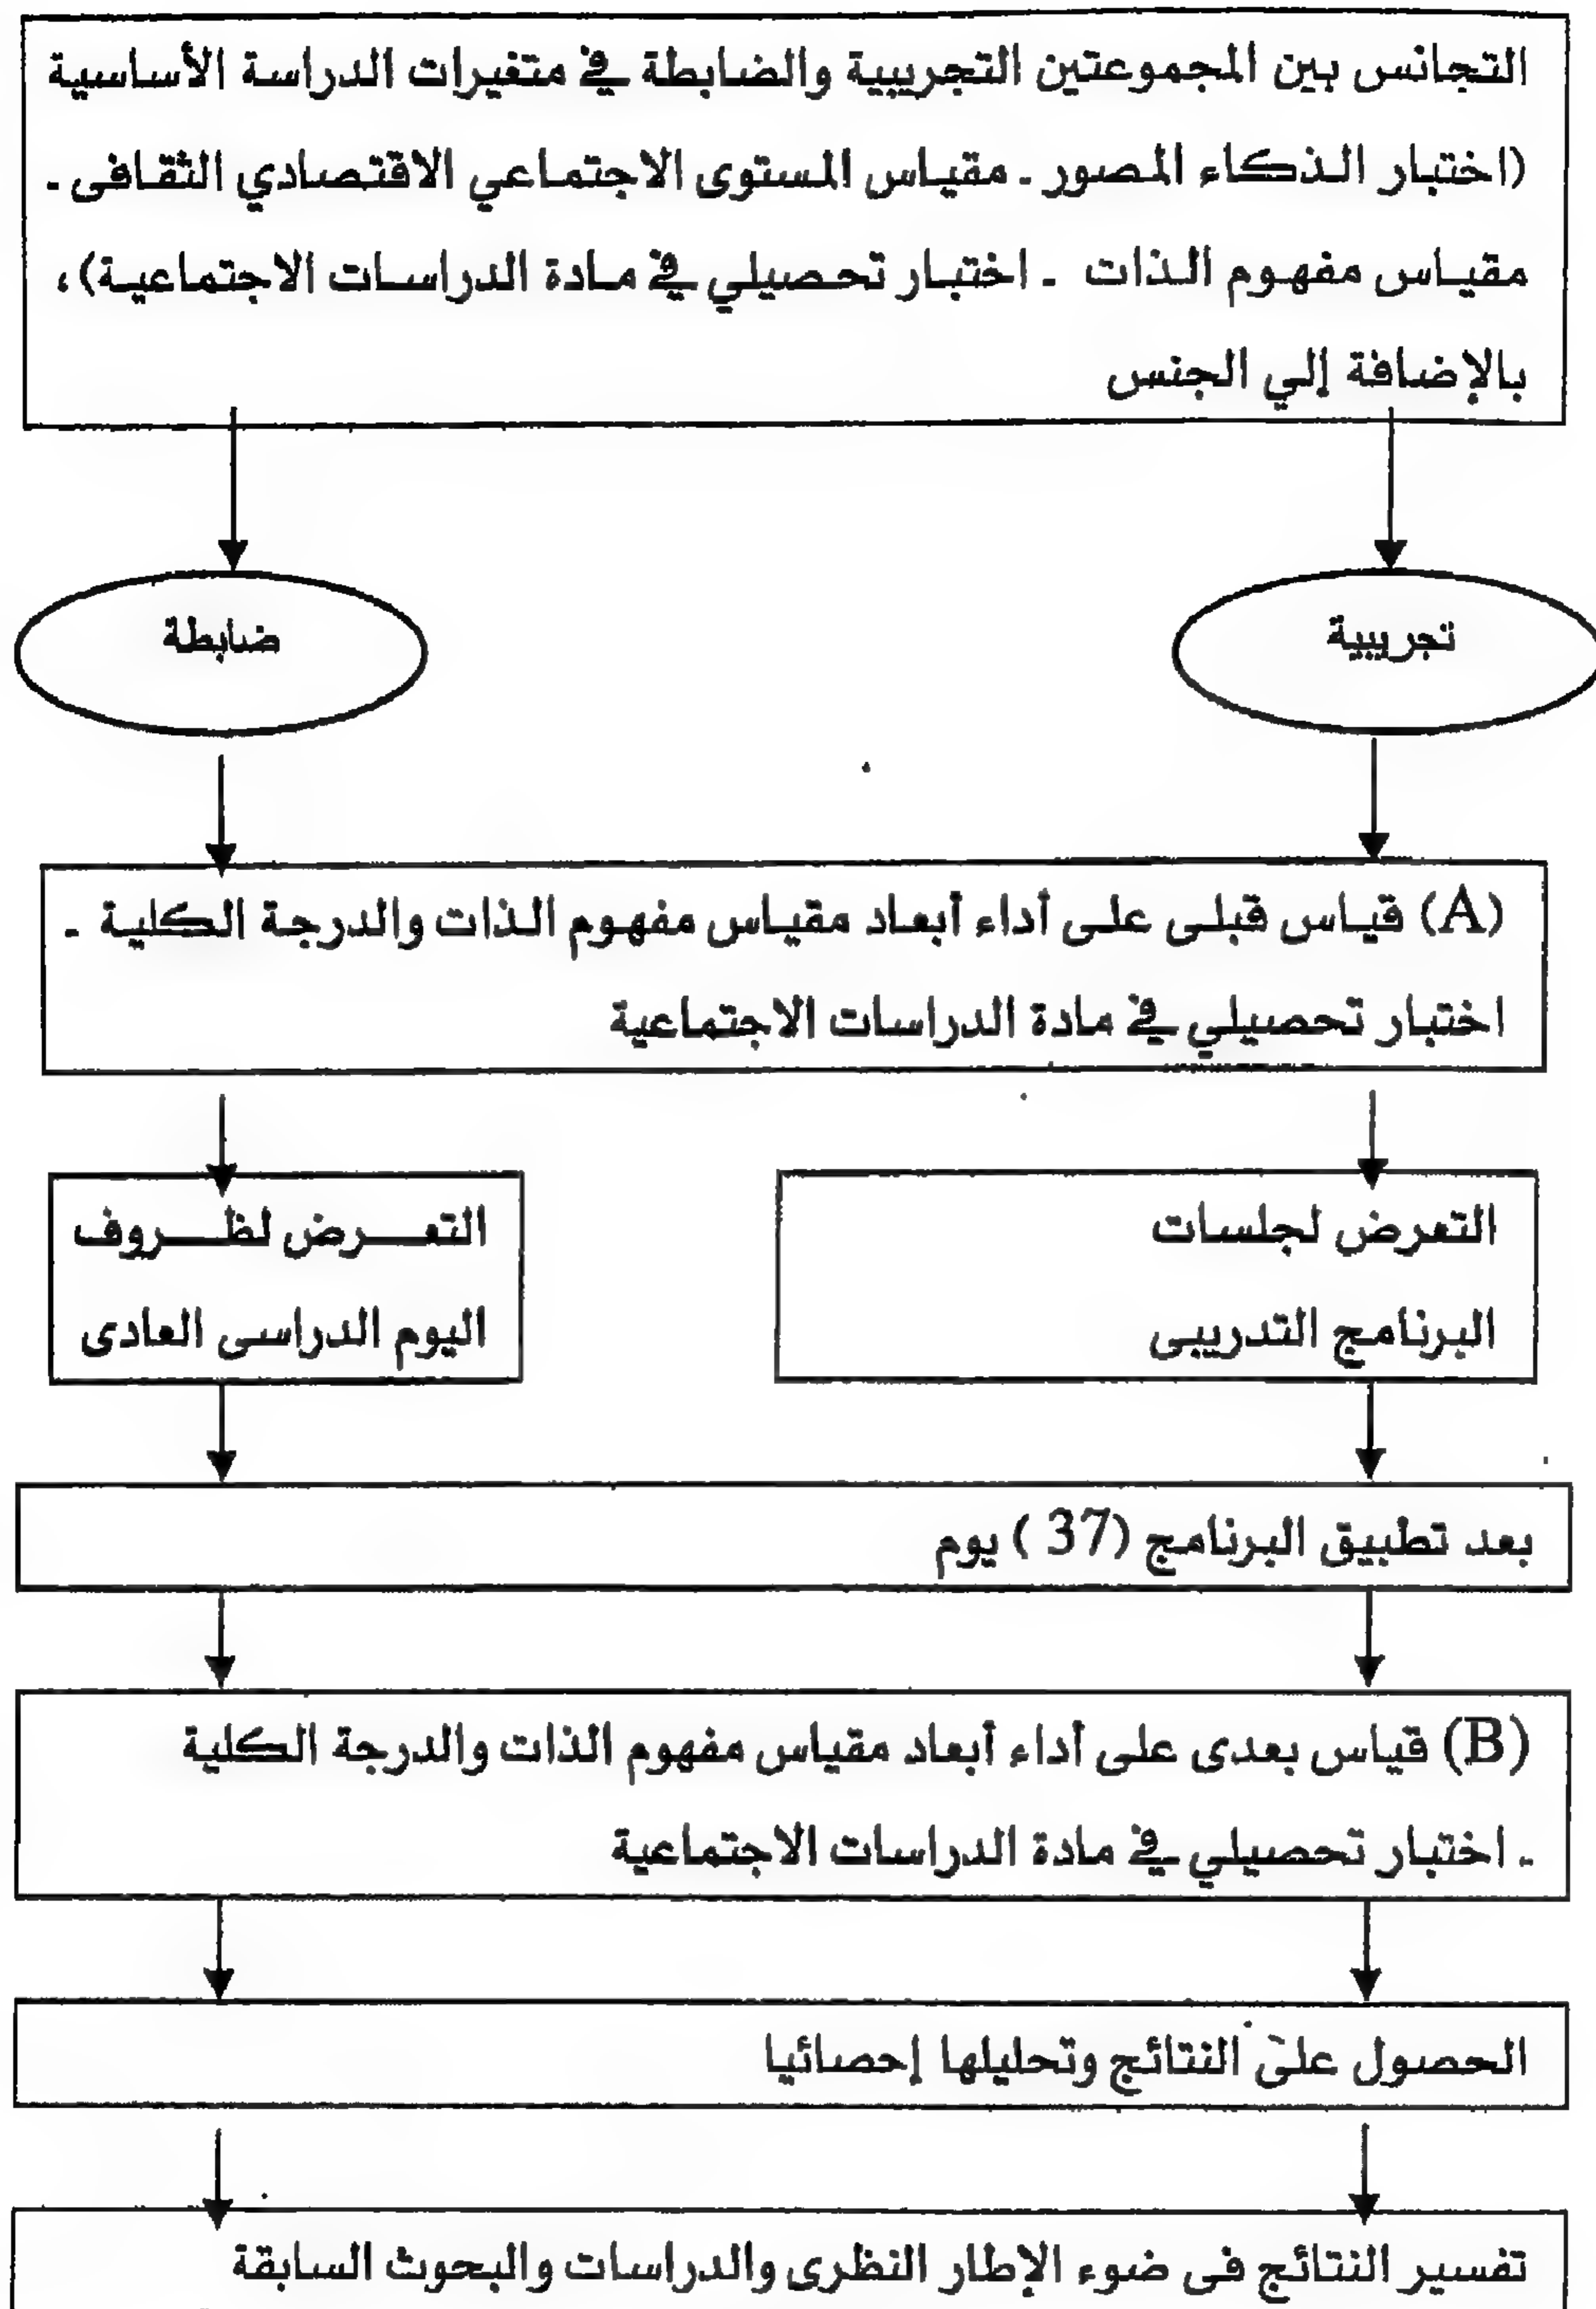 التجانس بين المجموعتين التجريبية والضابطة في متغيرات الدراسة الأساسية
(اختبار الذكاء المصور ـ مقياس المستوى الاجتماعي الاقتصادي الثقافى ـ
مقياس مفهوم الذات ـ اختبار تحصيلي في مادة الدراسات الاجتماعية)،
بالإضافة إلي الجنس
تجريبية
ضابطة
(A) قياس قبلى على أداء أبعاد مقياس مفهوم الذات والدرجة الكلية ـ
اختبار تحصيلي في مادة الدراسات الاجتماعية
التعرض لجلسات
البرنامج التدريبى
التعرض لظروف
اليوم الدراسى العادى
بعد تطبيق البرنامج (37 ) يوم
(B) قياس بعدى على أداء أبعاد مقياس مفهوم الذات والدرجة الكلية
ـ اختبار تحصيلي في مادة الدراسات الاجتماعية
الحصول على النتائج وتحليلها إحصائيا
تفسير النتائج فى ضوء الإطار النظرى والدراسات والبحوث السابقة